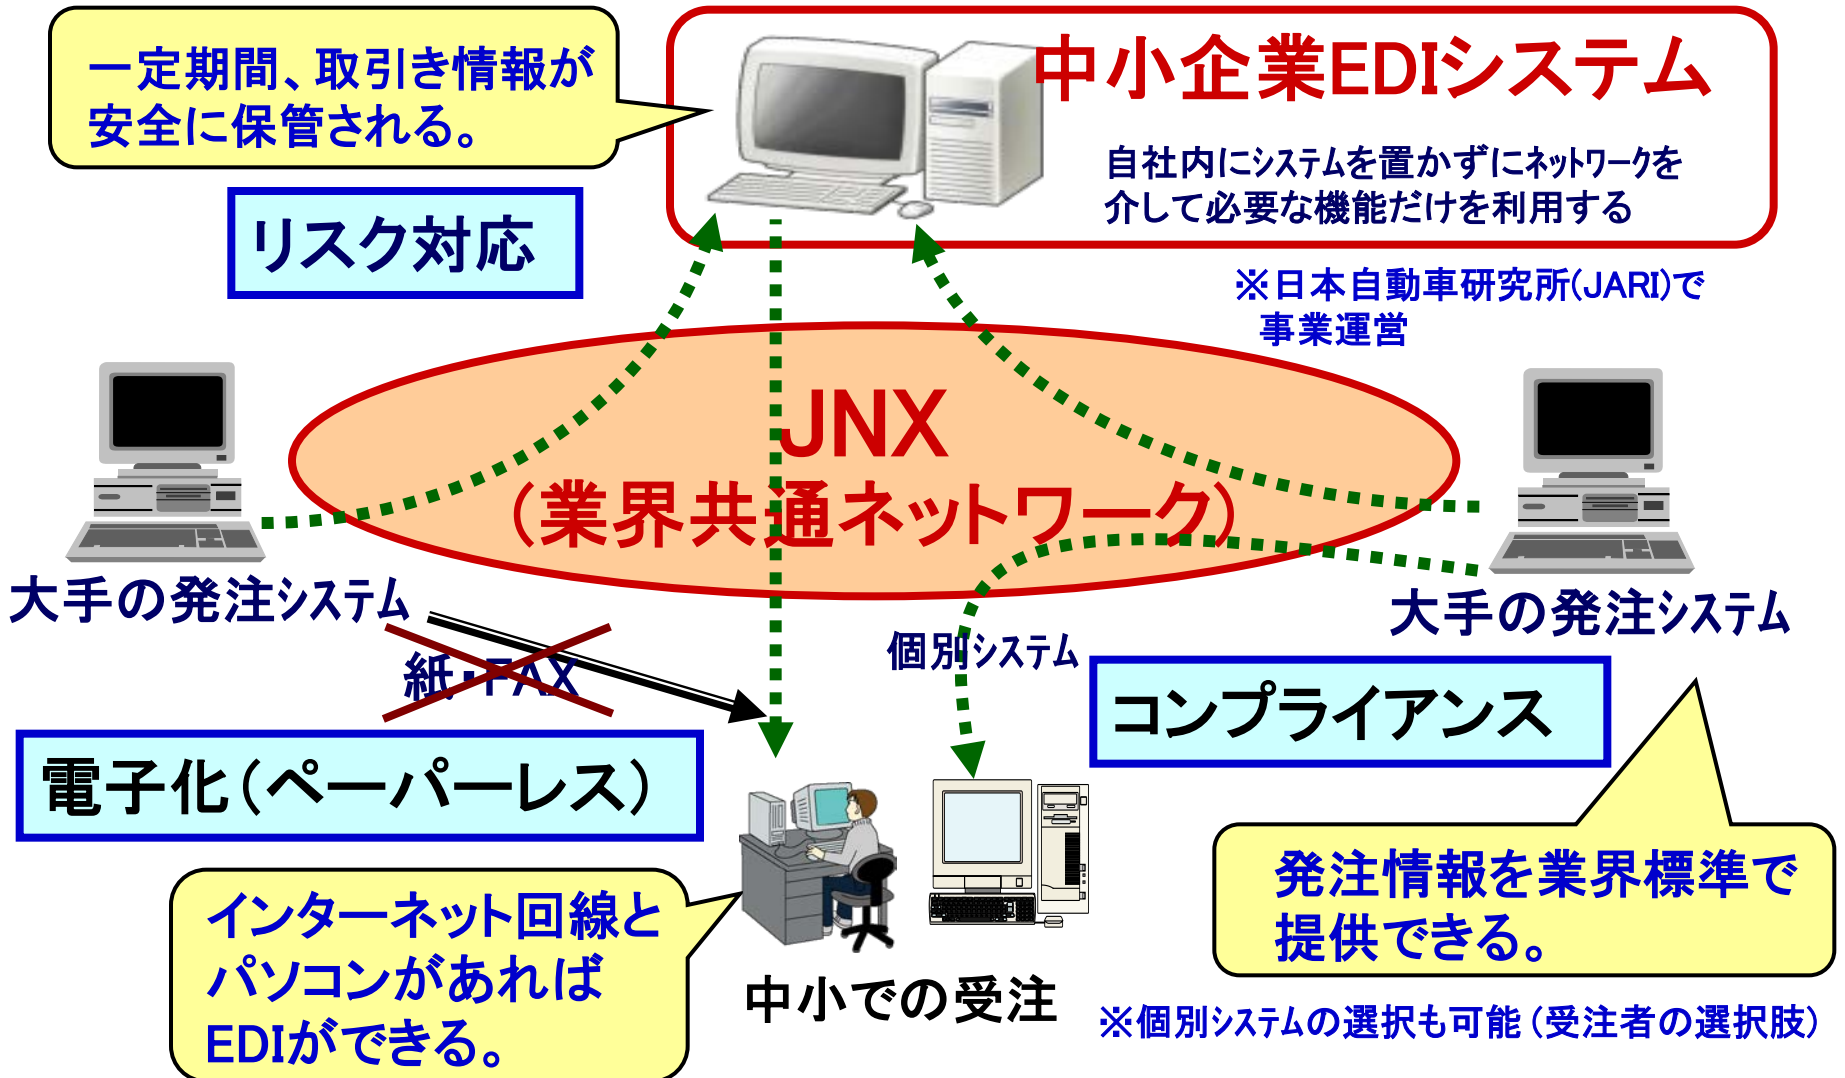 一定期間、取引き情報が
安全に保管される。
中小企業EDIシステム
自社内にシステムを置かずにネットワークを
介して必要な機能だけを利用する
リスク対応
※日本自動車研究所(JARI)で
事業運営
JNX
(業界共通ネットワーク)
大手の発注システム
大手の発注システム
紙・FAX
個別システム
コンプライアンス
電子化(ペーパーレス)
インターネット回線と
パソコンがあれば
EDIができる。
中小での受注
発注情報を業界標準で
提供できる。
※個別システムの選択も可能(受注者の選択肢)